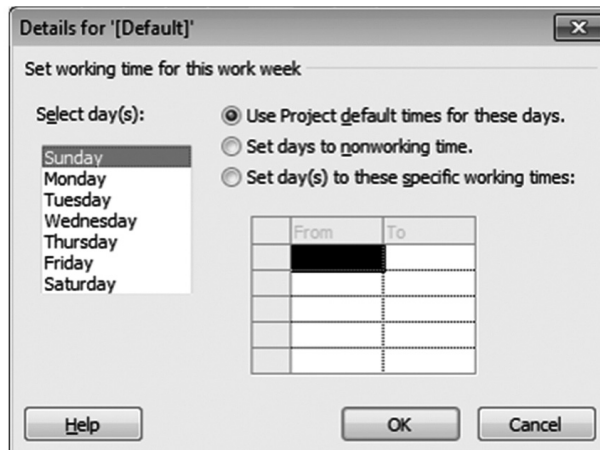 Details for '[Default]'
Set working time for this work week
Select day(s):
Sunday
Monday
Tuesday
Wednesday
Thursday
Friday
Saturday
Use Project default times for these days.
Set days to nonworking time.
Set day(s) to these specific working times:
From To
Help OK Cancel